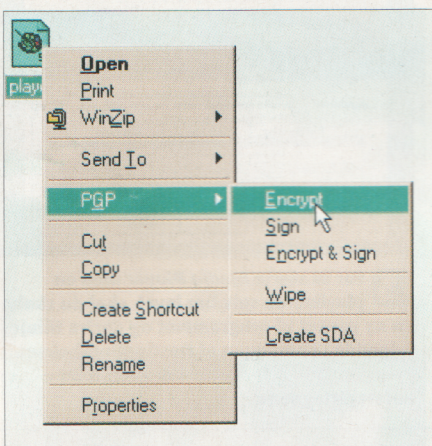 play
Open
Print
WinZip
Send To
PGP
Encrypt
Sign
Encrypt & Sign
Wipe
Create SDA
Cut
Copy
Create Shortcut
Delete
Rename
Properties